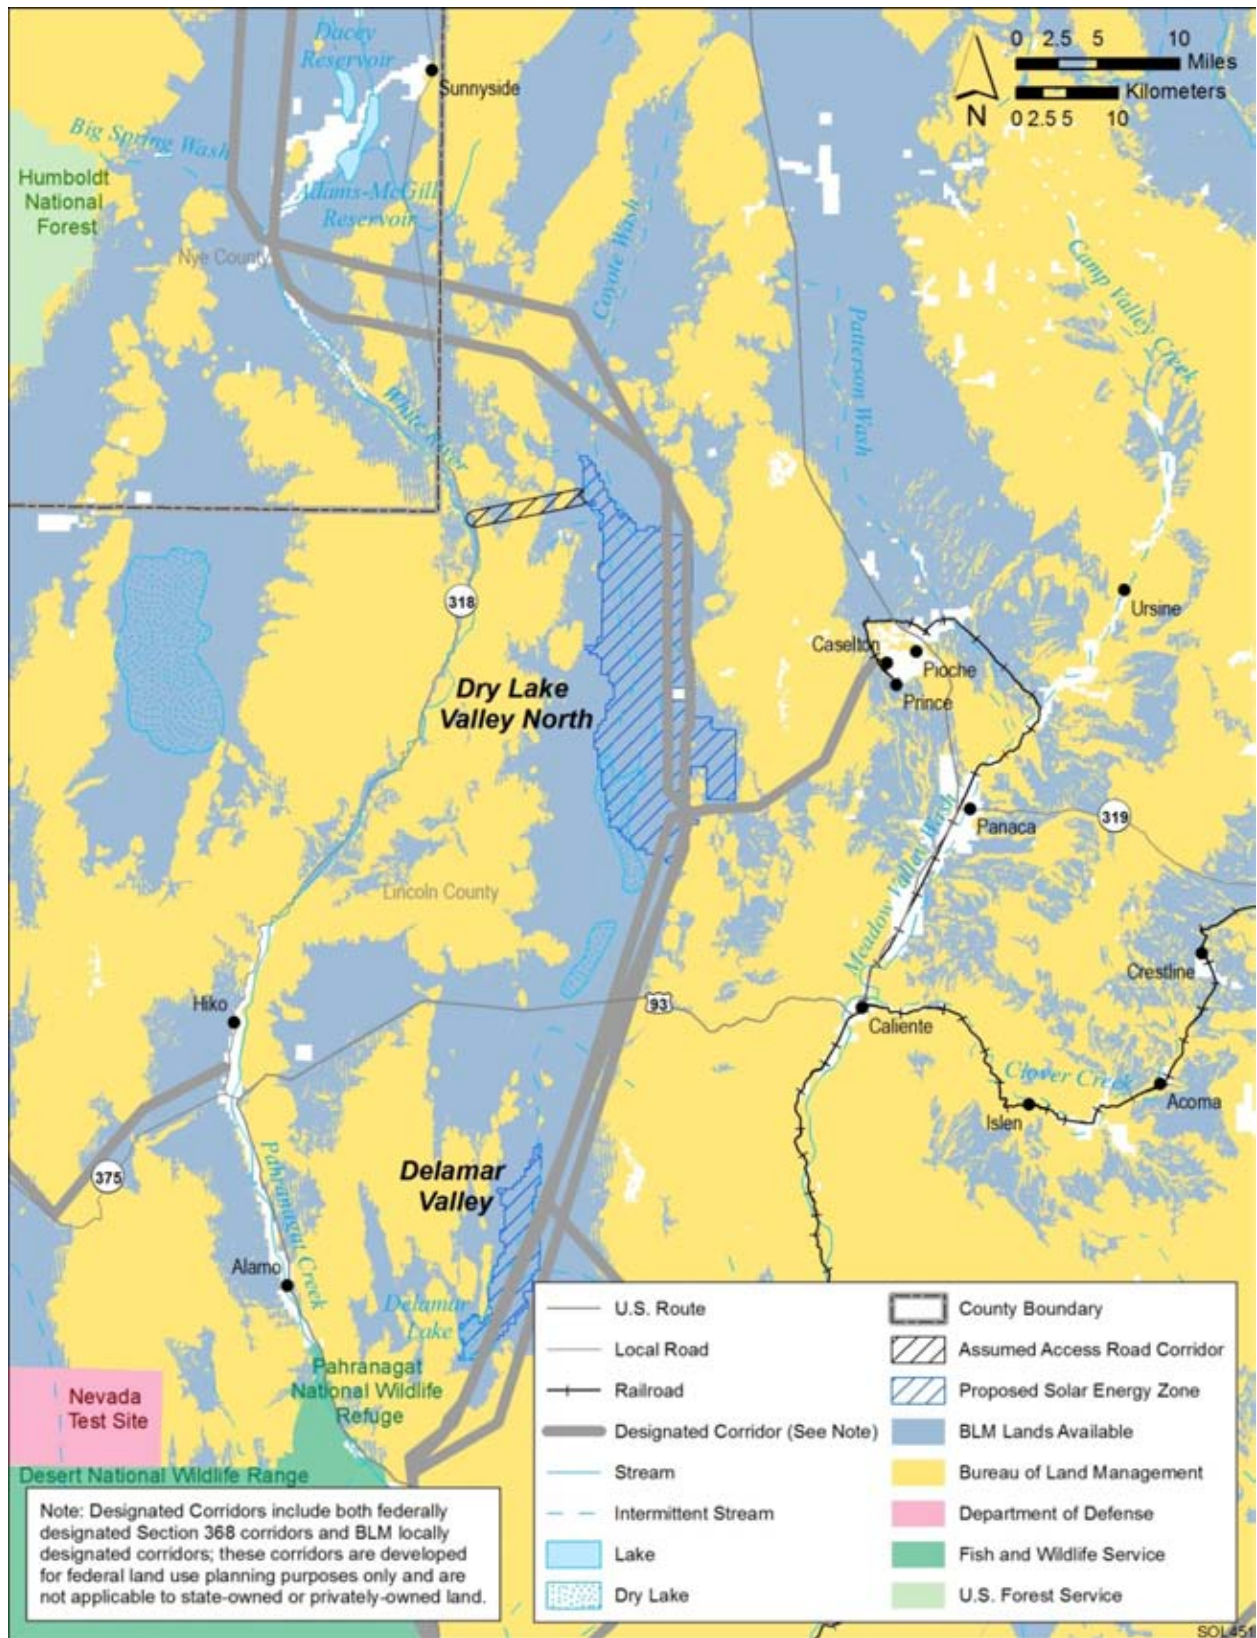 Dacey
Reservoir
Sunnyside
0 2.5 5 10
Miles
Kilometers
0 2.5 5 10
N
Big Spring Wash
Humboldt
National
Forest
Adams-McGill
Reservoir
Nye County
Coyote Wash
Camp Valley Creek
Patterson Wash
White River
318
Ursine
Caselton
Pioche
Prince
Dry Lake
Valley North
Panaca
319
Meadow Valley Wash
Lincoln County
Crestline
Hiko
93
Caliente
Clover Creek
Acoma
Islen
375
Pahranagat Creek
Delamar
Valley
Alamo
Delamar
Lake
Pahranagat
National Wildlife
Refuge
Nevada
Test Site
Desert National Wildlife Range
Note: Designated Corridors include both federally
designated Section 368 corridors and BLM locally
designated corridors; these corridors are developed
for federal land use planning purposes only and are
not applicable to state-owned or privately-owned land.
U.S. Route
Local Road
Railroad
Designated Corridor (See Note)
Stream
Intermittent Stream
Lake
Dry Lake
County Boundary
Assumed Access Road Corridor
Proposed Solar Energy Zone
BLM Lands Available
Bureau of Land Management
Department of Defense
Fish and Wildlife Service
U.S. Forest Service
SOL451